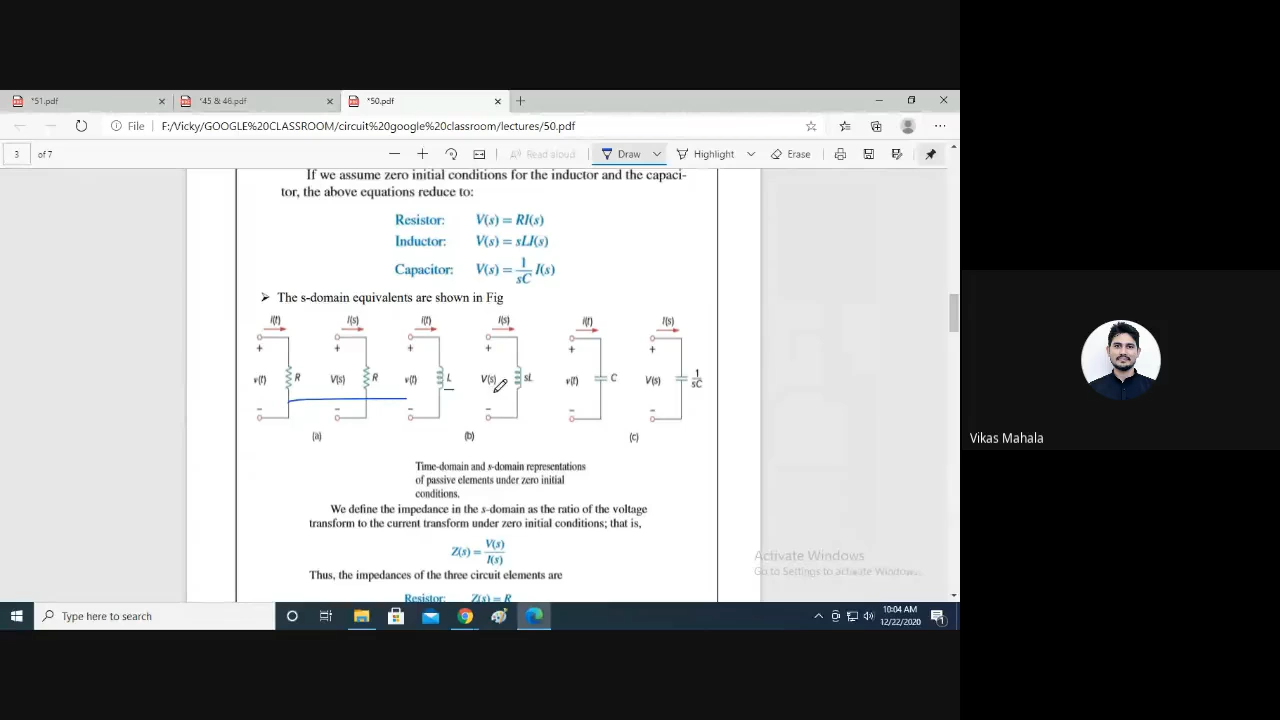 *51.pdf
*45 & 46.pdf
*50.pdf
File F:/Vicky/GOOGLE%20CLASSROOM/circuit%20google%20classroom/lectures/50.pdf
3 of 7 Read aloud Draw Highlight Erase
If we assume zero initial conditions for the inductor and the capaci-
tor, the above equations reduce to:
Resistor: V(s) = RI(s)
Inductor: V(s) = sLI(s)
Capacitor: V(s) = 1/sC I(s)
➢ The s-domain equivalents are shown in Fig
i(t) I(s) i(t) I(s) i(t) I(s)
+ + + + + +
v(t) R V(s) R v(t) L V(s) sL v(t) C V(s) 1/sC
− − − − − −
(a) (b) (c)
Time-domain and s-domain representations
of passive elements under zero initial
conditions.
We define the impedance in the s-domain as the ratio of the voltage
transform to the current transform under zero initial conditions; that is,
Z(s) = V(s)/I(s)
Thus, the impedances of the three circuit elements are
Resistor: Z(s) = R
Activate Windows
Go to Settings to activate Windows.
Type here to search
10:04 AM
12/22/2020
1
Vikas Mahala